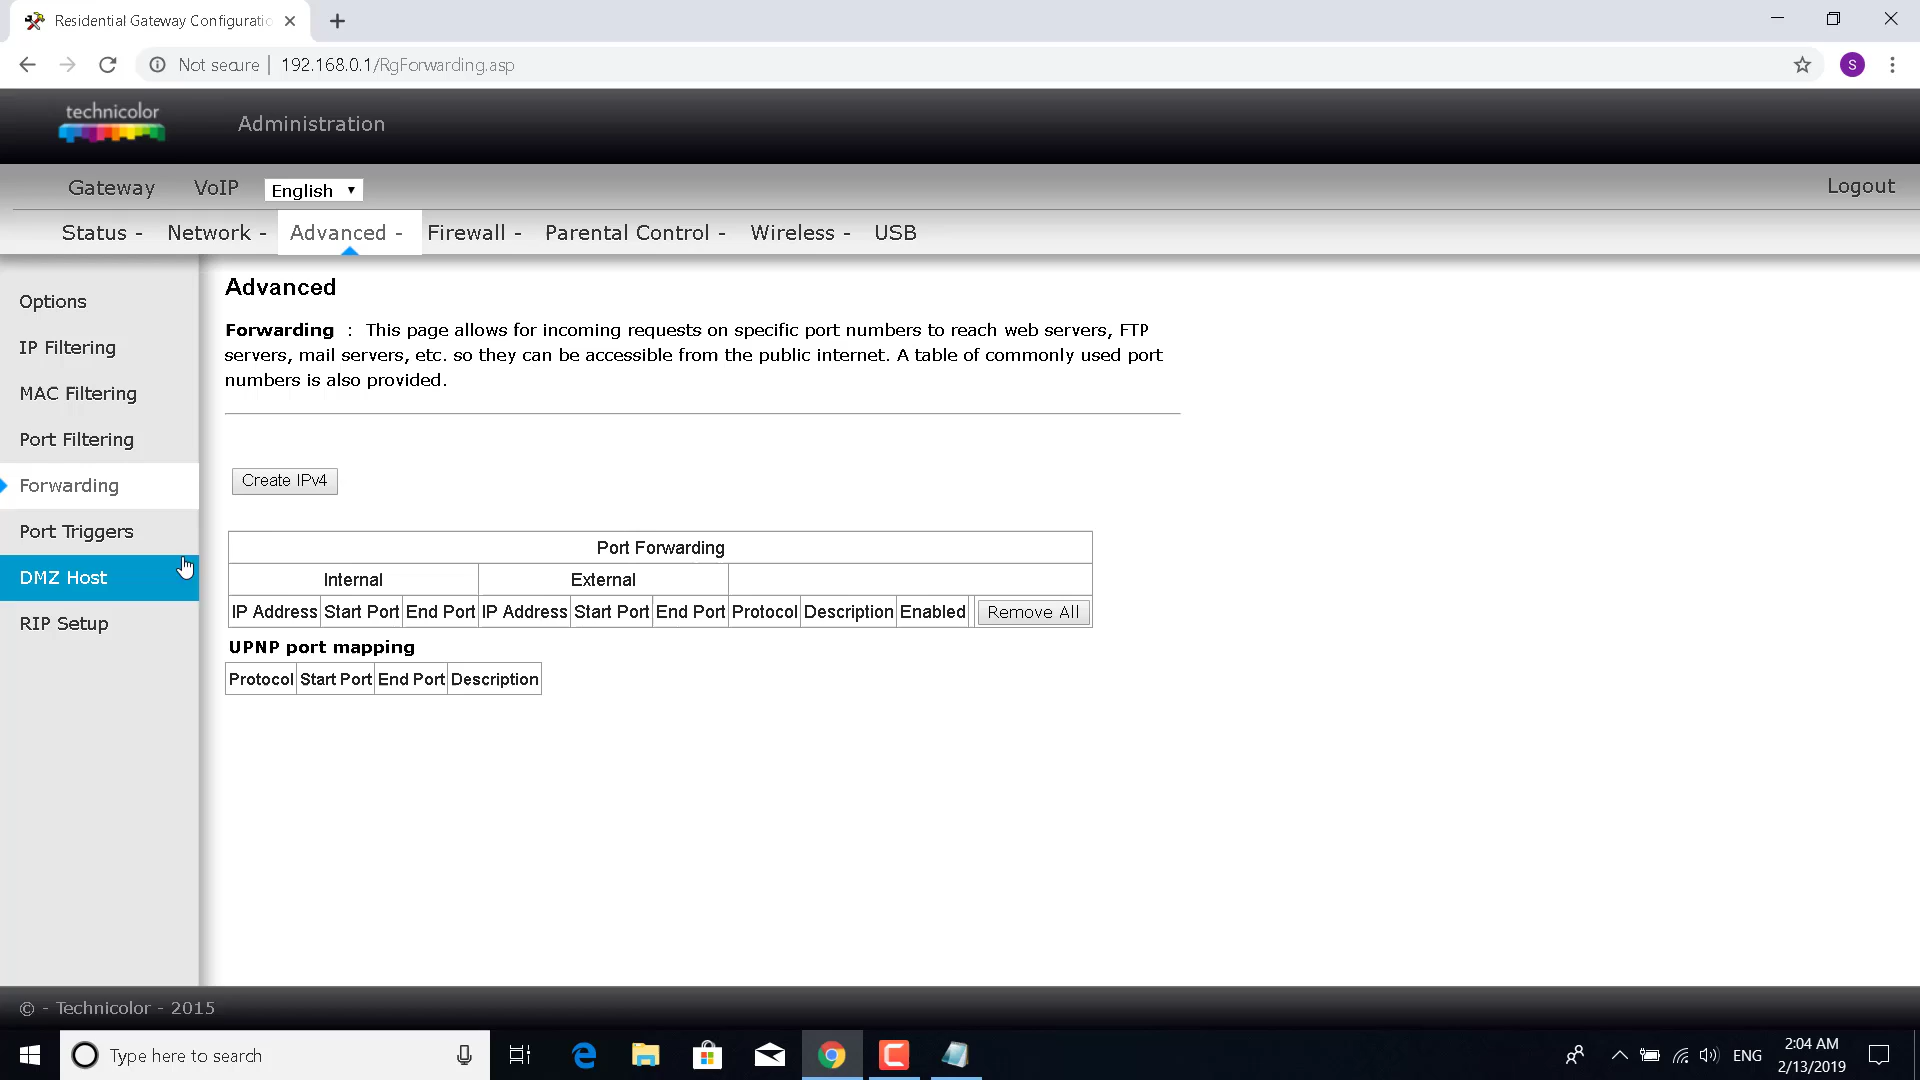 Residential Gateway Configuratio
Not secure | 192.168.0.1/RgForwarding.asp
S
technicolor
Administration
Gateway VoIP English Logout
Status - Network - Advanced - Firewall - Parental Control - Wireless - USB
Options
IP Filtering
MAC Filtering
Port Filtering
Forwarding
Port Triggers
DMZ Host
RIP Setup
Advanced
Forwarding : This page allows for incoming requests on specific port numbers to reach web servers, FTP
servers, mail servers, etc. so they can be accessible from the public internet. A table of commonly used port
numbers is also provided.
Create IPv4
Port Forwarding
Internal External
IP Address Start Port End Port IP Address Start Port End Port Protocol Description Enabled Remove All
UPNP port mapping
Protocol Start Port End Port Description
© - Technicolor - 2015
Type here to search
ENG
2:04 AM
2/13/2019